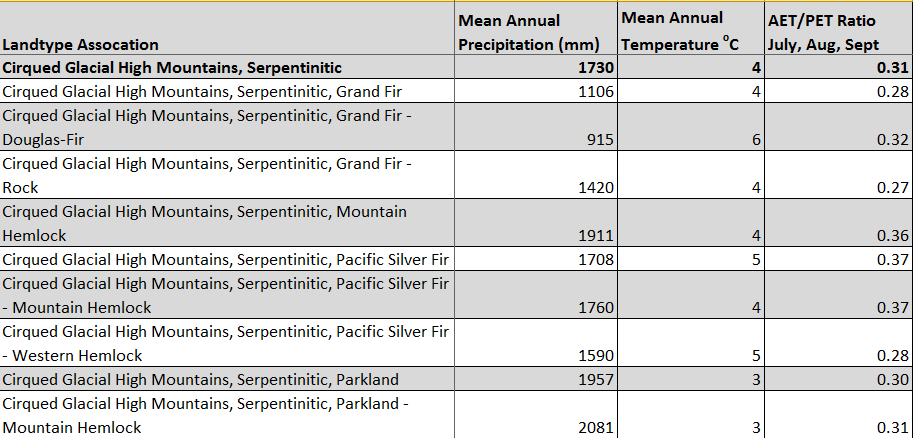 Landtype Assocation Mean Annual Precipitation (mm) Mean Annual Temperature °C AET/PET Ratio July, Aug, Sept
Cirqued Glacial High Mountains, Serpentinitic 1730 4 0.31
Cirqued Glacial High Mountains, Serpentinitic, Grand Fir 1106 4 0.28
Cirqued Glacial High Mountains, Serpentinitic, Grand Fir -
Douglas-Fir 915 6 0.32
Cirqued Glacial High Mountains, Serpentinitic, Grand Fir -
Rock 1420 4 0.27
Cirqued Glacial High Mountains, Serpentinitic, Mountain
Hemlock 1911 4 0.36
Cirqued Glacial High Mountains, Serpentinitic, Pacific Silver Fir 1708 5 0.37
Cirqued Glacial High Mountains, Serpentinitic, Pacific Silver Fir
- Mountain Hemlock 1760 4 0.37
Cirqued Glacial High Mountains, Serpentinitic, Pacific Silver Fir
- Western Hemlock 1590 5 0.28
Cirqued Glacial High Mountains, Serpentinitic, Parkland 1957 3 0.30
Cirqued Glacial High Mountains, Serpentinitic, Parkland -
Mountain Hemlock 2081 3 0.31